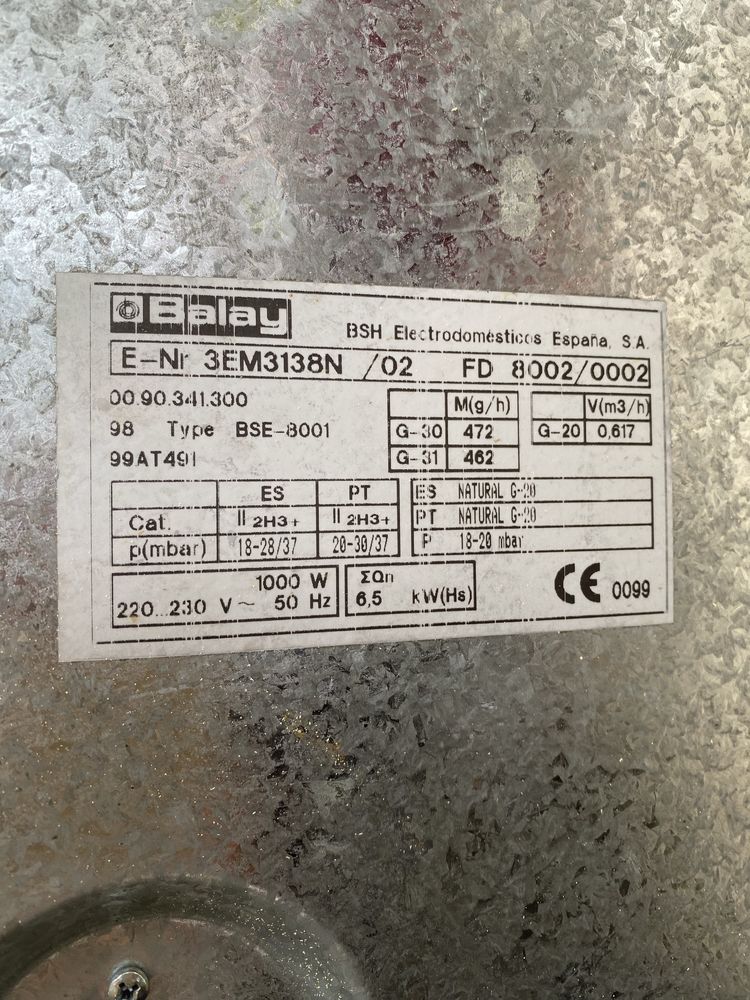 Balay
BSH Electrodomésticos España, S.A.
E-Nr 3EM3138N /02 FD 8002/0002
00.90.341.300
98 Type BSE-8001
99AT491
M(g/h)
G-30 472
G-31 462
V(m3/h)
G-20 0,617
ES PT
Cat. II 2H3+ II 2H3+
p(mbar) 18-28/37 20-30/37
ES NATURAL G-20
PT NATURAL G-20
P 18-20 mbar
1000 W
220...230 V ~ 50 Hz
ΣQn
6,5 kW(Hs)
CE 0099